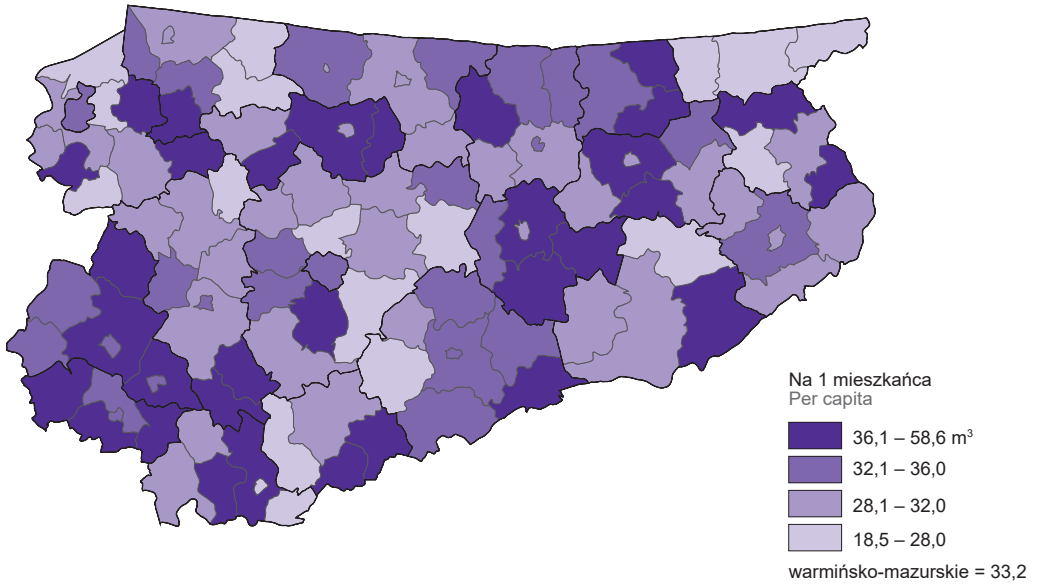 Na 1 mieszkańca
Per capita
36,1 – 58,6 m³
32,1 – 36,0
28,1 – 32,0
18,5 – 28,0
warmińsko-mazurskie = 33,2